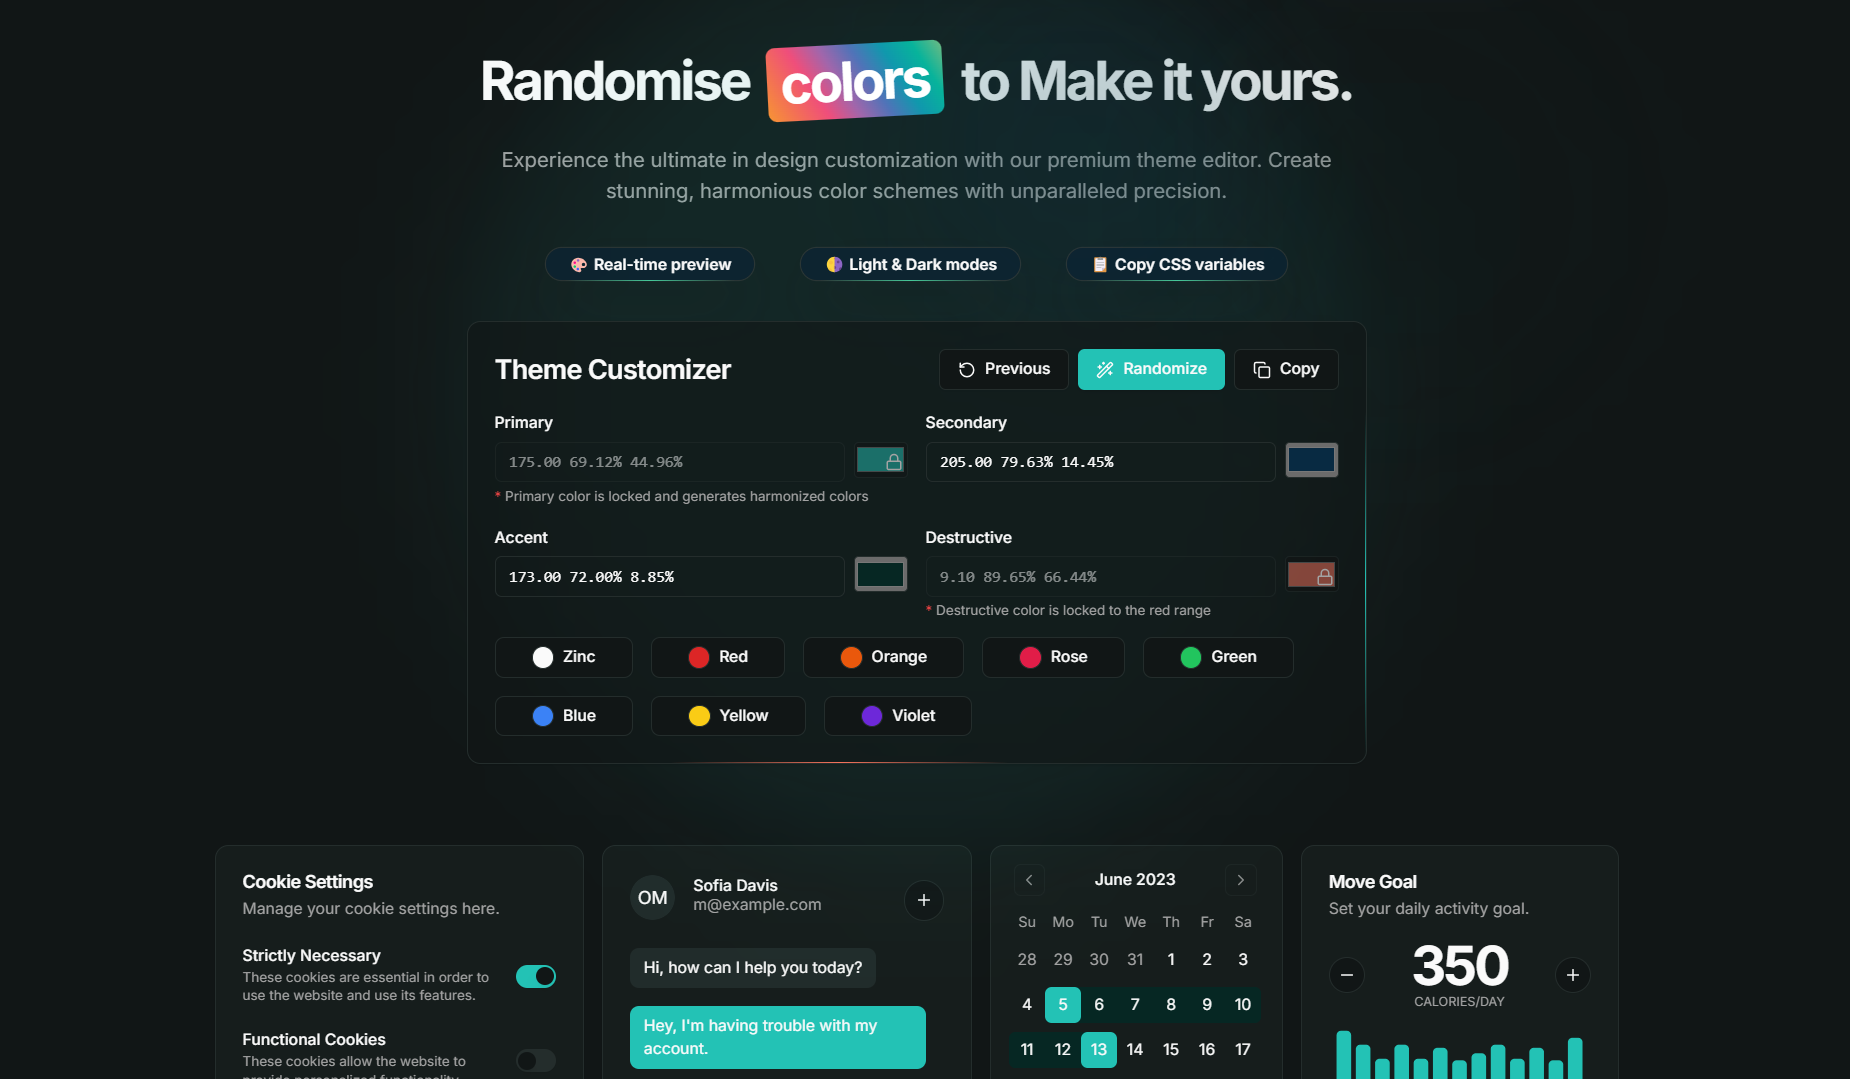 Randomise colors to Make it yours.
Experience the ultimate in design customization with our premium theme editor. Create
stunning, harmonious color schemes with unparalleled precision.
🎨 Real-time preview
🌓 Light & Dark modes
📋 Copy CSS variables
Theme Customizer
Previous
Randomize
Copy
Primary
175.00 69.12% 44.96%
* Primary color is locked and generates harmonized colors
Secondary
205.00 79.63% 14.45%
Accent
173.00 72.00% 8.85%
Destructive
9.10 89.65% 66.44%
* Destructive color is locked to the red range
Zinc
Red
Orange
Rose
Green
Blue
Yellow
Violet
Cookie Settings
Manage your cookie settings here.
Strictly Necessary
These cookies are essential in order to
use the website and use its features.
Functional Cookies
These cookies allow the website to
provide personalized functionality.
OM
Sofia Davis
m@example.com
Hi, how can I help you today?
Hey, I'm having trouble with my
account.
June 2023
Su Mo Tu We Th Fr Sa
28 29 30 31 1 2 3
4 5 6 7 8 9 10
11 12 13 14 15 16 17
Move Goal
Set your daily activity goal.
350
CALORIES/DAY